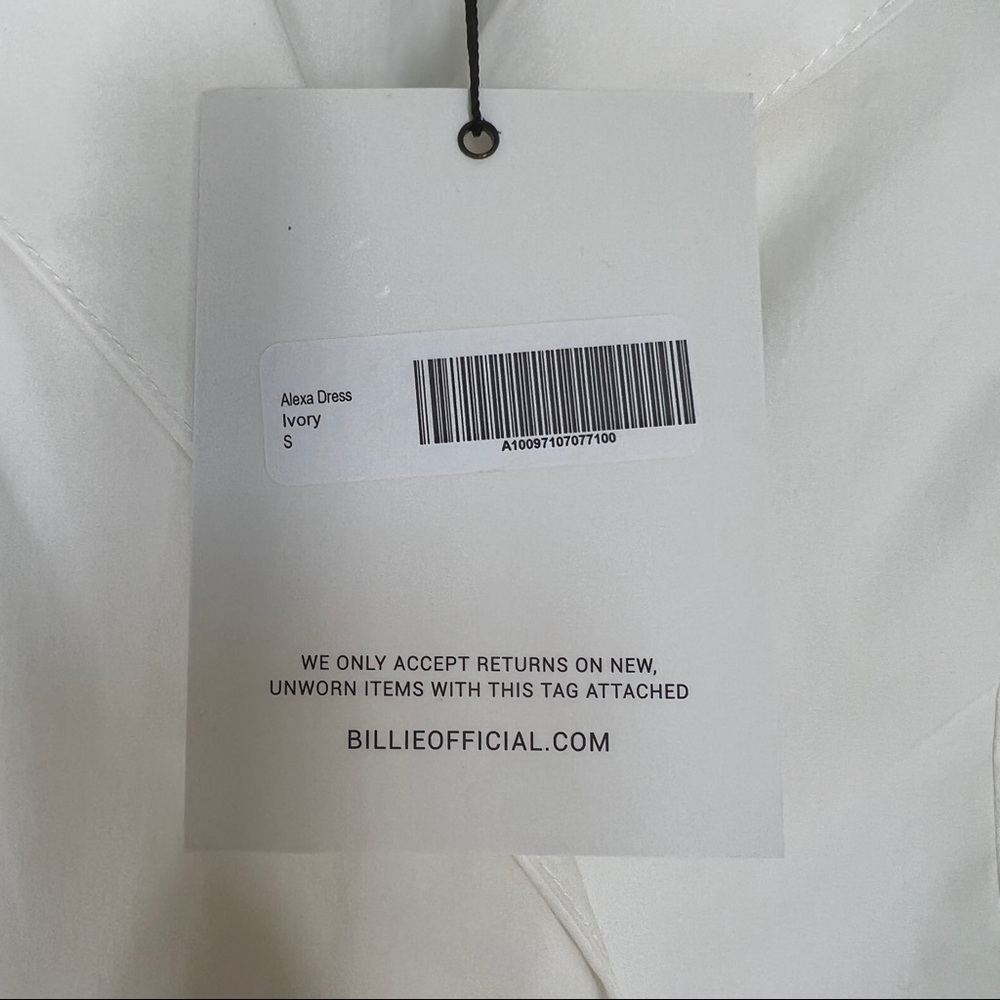 Alexa Dress
Ivory
S
A10097107077100
WE ONLY ACCEPT RETURNS ON NEW,
UNWORN ITEMS WITH THIS TAG ATTACHED
BILLIEOFFICIAL.COM